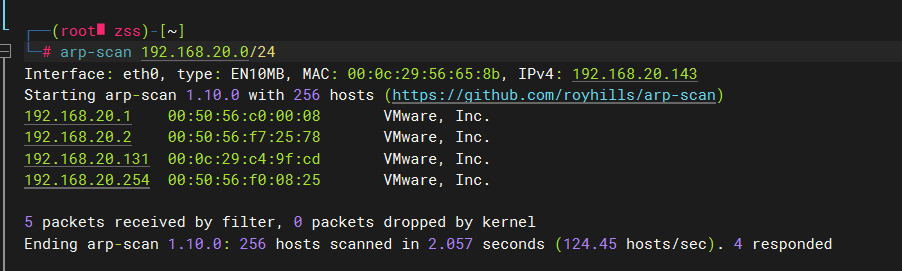 ┌──(root㉿ zss)-[~]
└─# arp-scan 192.168.20.0/24
Interface: eth0, type: EN10MB, MAC: 00:0c:29:56:65:8b, IPv4: 192.168.20.143
Starting arp-scan 1.10.0 with 256 hosts (https://github.com/royhills/arp-scan)
192.168.20.1 00:50:56:c0:00:08 VMware, Inc.
192.168.20.2 00:50:56:f7:25:78 VMware, Inc.
192.168.20.131 00:0c:29:c4:9f:cd VMware, Inc.
192.168.20.254 00:50:56:f0:08:25 VMware, Inc.
5 packets received by filter, 0 packets dropped by kernel
Ending arp-scan 1.10.0: 256 hosts scanned in 2.057 seconds (124.45 hosts/sec). 4 responded